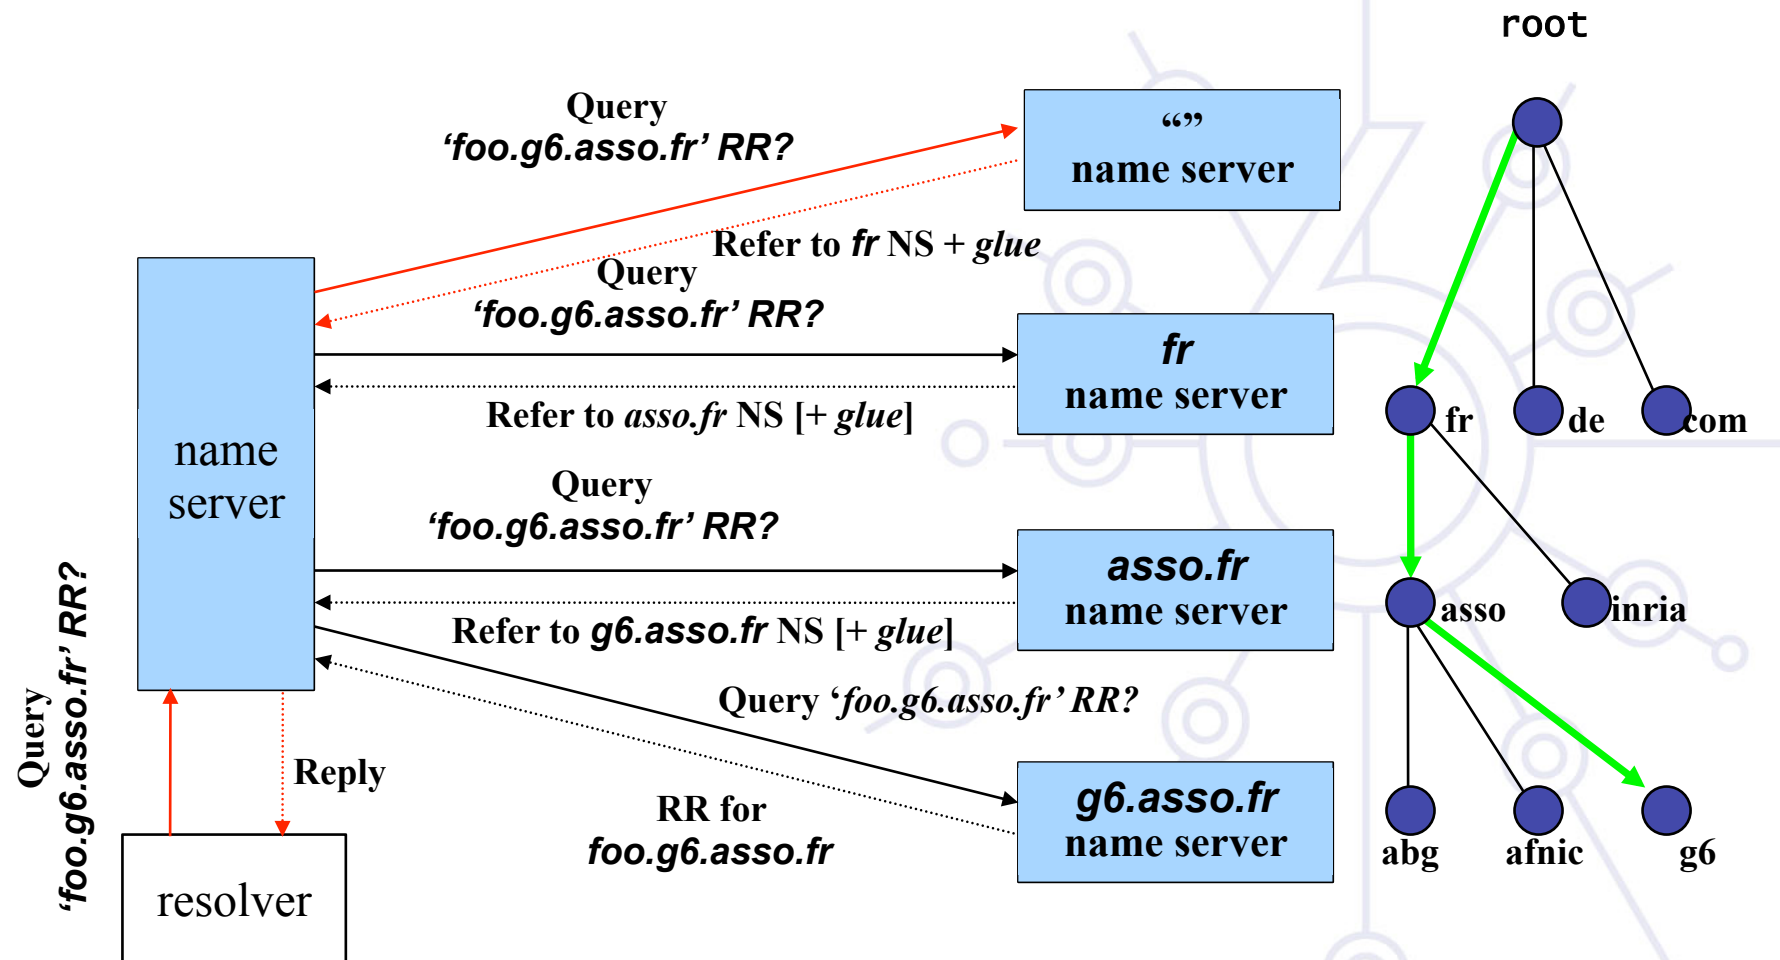 root
Query
‘foo.g6.asso.fr’ RR?
“”
name server
Refer to fr NS + glue
Query
‘foo.g6.asso.fr’ RR?
fr
name server
Refer to asso.fr NS [+ glue]
fr
de
com
name
server
Query
‘foo.g6.asso.fr’ RR?
asso.fr
name server
Refer to g6.asso.fr NS [+ glue]
asso
inria
Query ‘foo.g6.asso.fr’ RR?
Query
‘foo.g6.asso.fr’ RR?
Reply
RR for
foo.g6.asso.fr
g6.asso.fr
name server
abg
afnic
g6
resolver